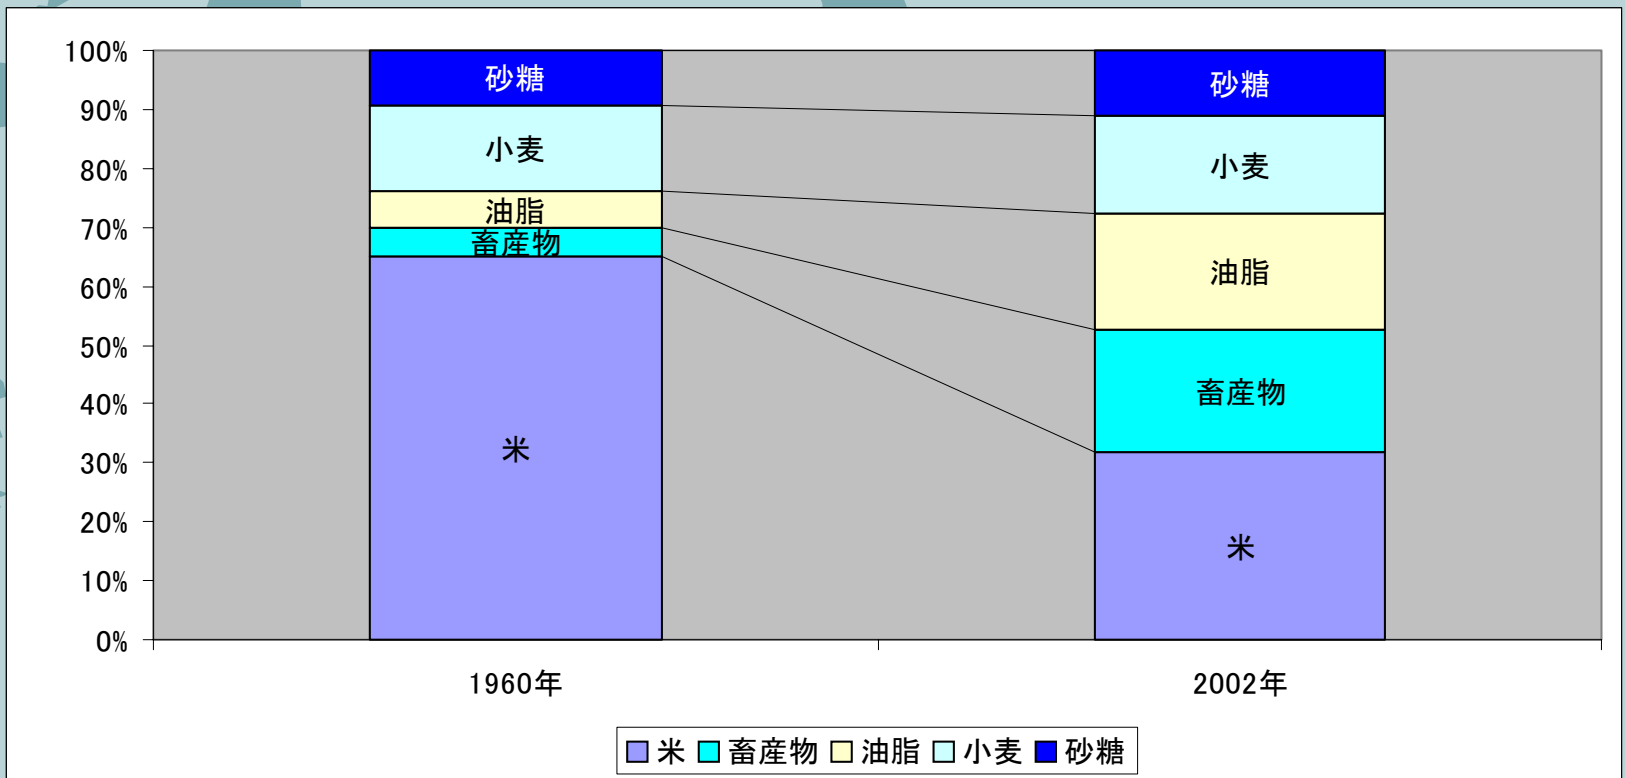 100%
90%
80%
70%
60%
50%
40%
30%
20%
10%
0%
砂糖
小麦
油脂
畜産物
米
砂糖
小麦
油脂
畜産物
米
1960年
2002年
米 畜産物 油脂 小麦 砂糖